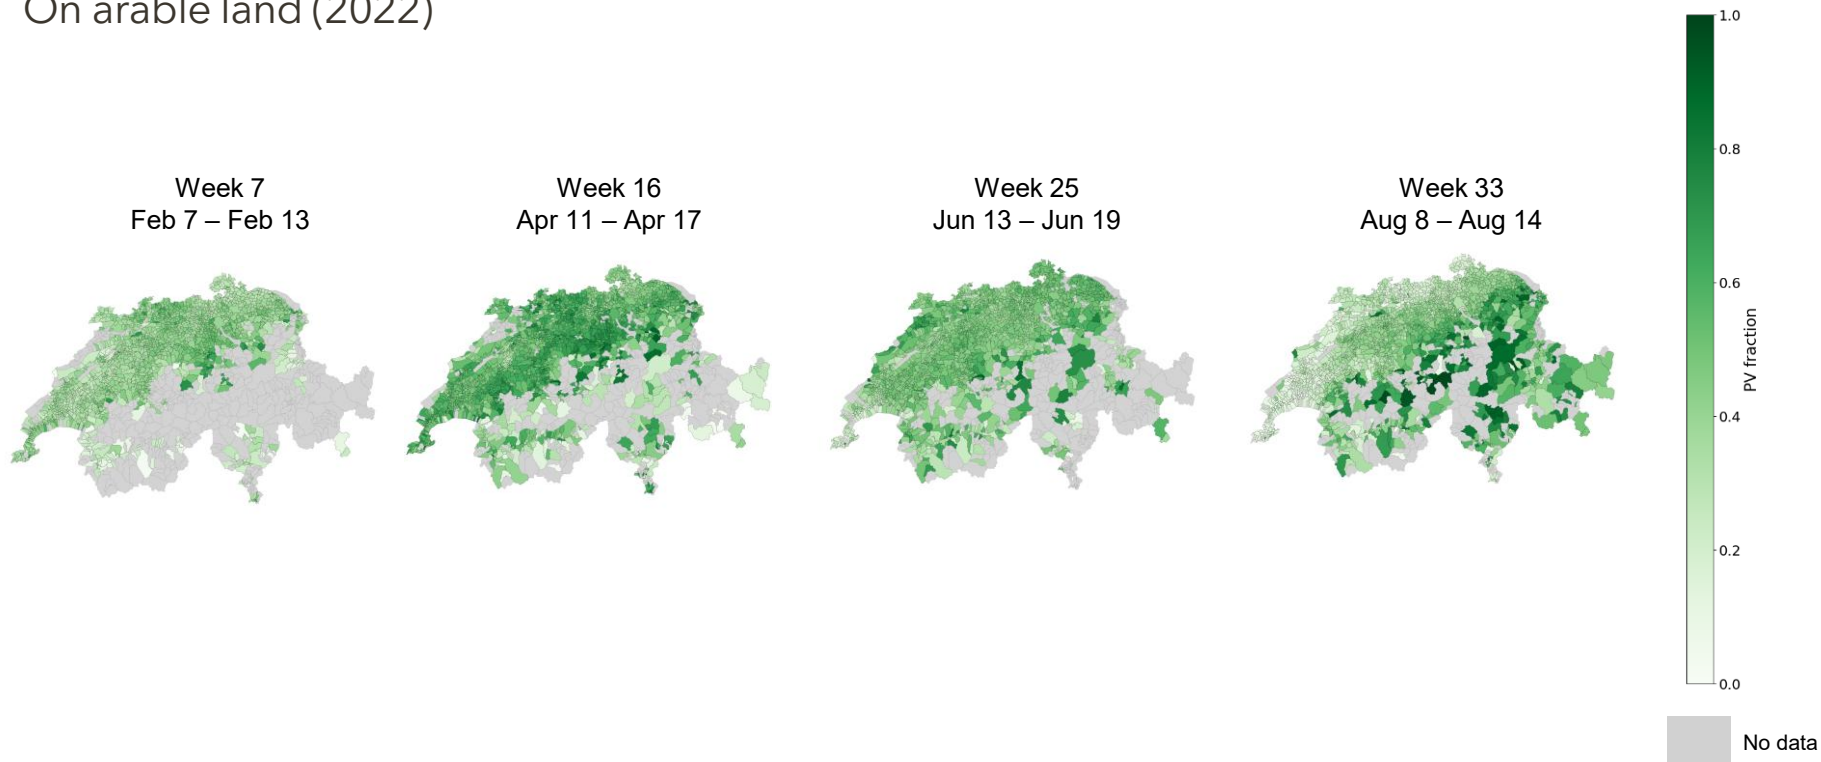 On arable land (2022)
Week 7
Feb 7 – Feb 13
Week 16
Apr 11 – Apr 17
Week 25
Jun 13 – Jun 19
Week 33
Aug 8 – Aug 14
1.0
0.8
0.6
0.4
0.2
0.0
PV fraction
No data